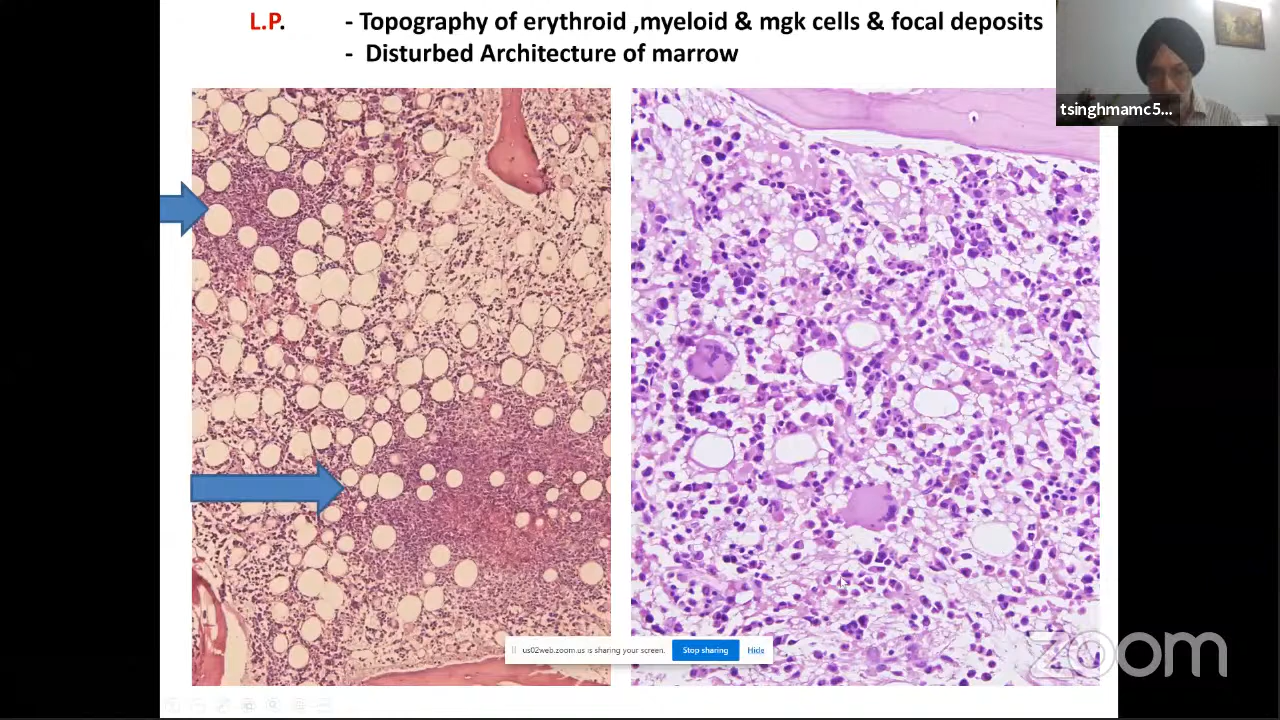 L.P. - Topography of erythroid ,myeloid & mgk cells & focal deposits
- Disturbed Architecture of marrow
tsinghmamc5...
us02web.zoom.us is sharing your screen. Stop sharing Hide
zoom